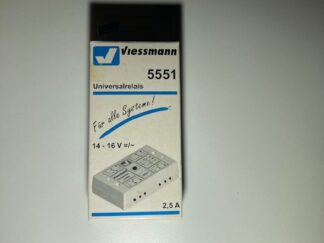 Viessmann
5551
Universalrelais
Für alle Systeme!
14 - 16 V =/~
2,5 A